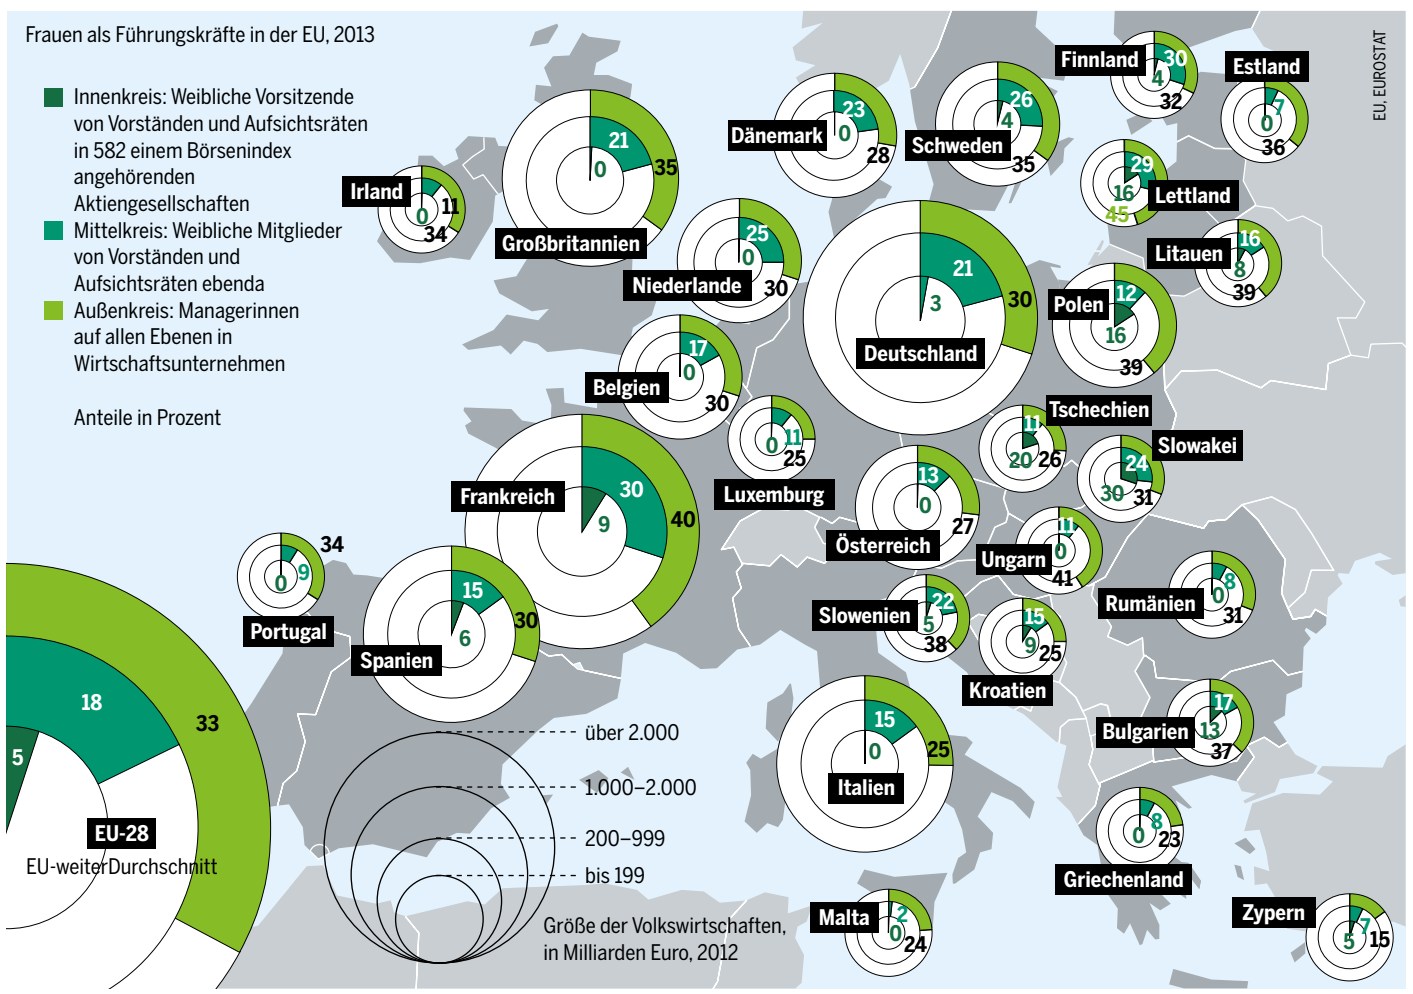 Frauen als Führungskräfte in der EU, 2013
Innenkreis: Weibliche Vorsitzende
von Vorständen und Aufsichtsräten
in 582 einem Börsenindex
angehörenden
Aktiengesellschaften
Mittelkreis: Weibliche Mitglieder
von Vorständen und
Aufsichtsräten ebenda
Außenkreis: Managerinnen
auf allen Ebenen in
Wirtschaftsunternehmen
Anteile in Prozent
EU, EUROSTAT
Finnland
30
4
32
Estland
7
0
36
Dänemark
23
0
28
Schweden
26
4
35
Irland
11
0
34
Großbritannien
21
0
35
Lettland
29
16
45
Litauen
16
8
39
Niederlande
25
0
30
Deutschland
21
3
30
Polen
12
16
39
Belgien
17
0
30
Luxemburg
11
0
25
Tschechien
11
20
26
Slowakei
24
30
31
Frankreich
30
9
40
Österreich
13
0
27
Ungarn
11
0
41
Portugal
9
0
34
Spanien
15
6
30
Slowenien
22
5
38
Kroatien
15
9
25
Rumänien
8
0
31
Italien
15
0
25
Bulgarien
17
13
37
Griechenland
8
0
23
Malta
2
0
24
Zypern
7
5
15
18
33
5
EU-28
EU-weiterDurchschnitt
über 2.000
1.000–2.000
200–999
bis 199
Größe der Volkswirtschaften,
in Milliarden Euro, 2012